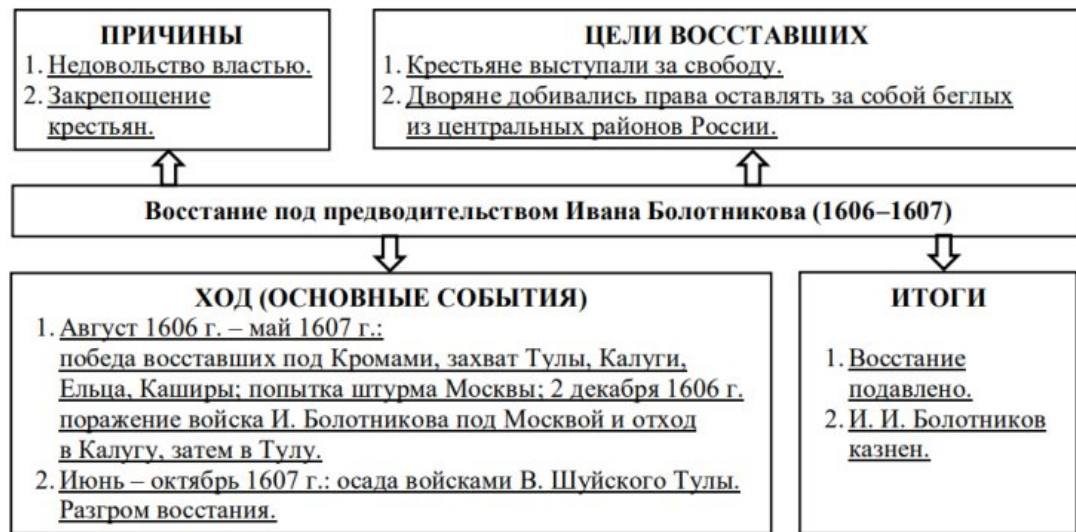 ПРИЧИНЫ
1. Недовольство властью.
2. Закрепощение
крестьян.
ЦЕЛИ ВОССТАВШИХ
1. Крестьяне выступали за свободу.
2. Дворяне добивались права оставлять за собой беглых
из центральных районов России.
Восстание под предводительством Ивана Болотникова (1606–1607)
ХОД (ОСНОВНЫЕ СОБЫТИЯ)
1. Август 1606 г. – май 1607 г.:
победа восставших под Кромами, захват Тулы, Калуги,
Ельца, Каширы; попытка штурма Москвы; 2 декабря 1606 г.
поражение войска И. Болотникова под Москвой и отход
в Калугу, затем в Тулу.
2. Июнь – октябрь 1607 г.: осада войсками В. Шуйского Тулы.
Разгром восстания.
ИТОГИ
1. Восстание
подавлено.
2. И. И. Болотников
казнен.